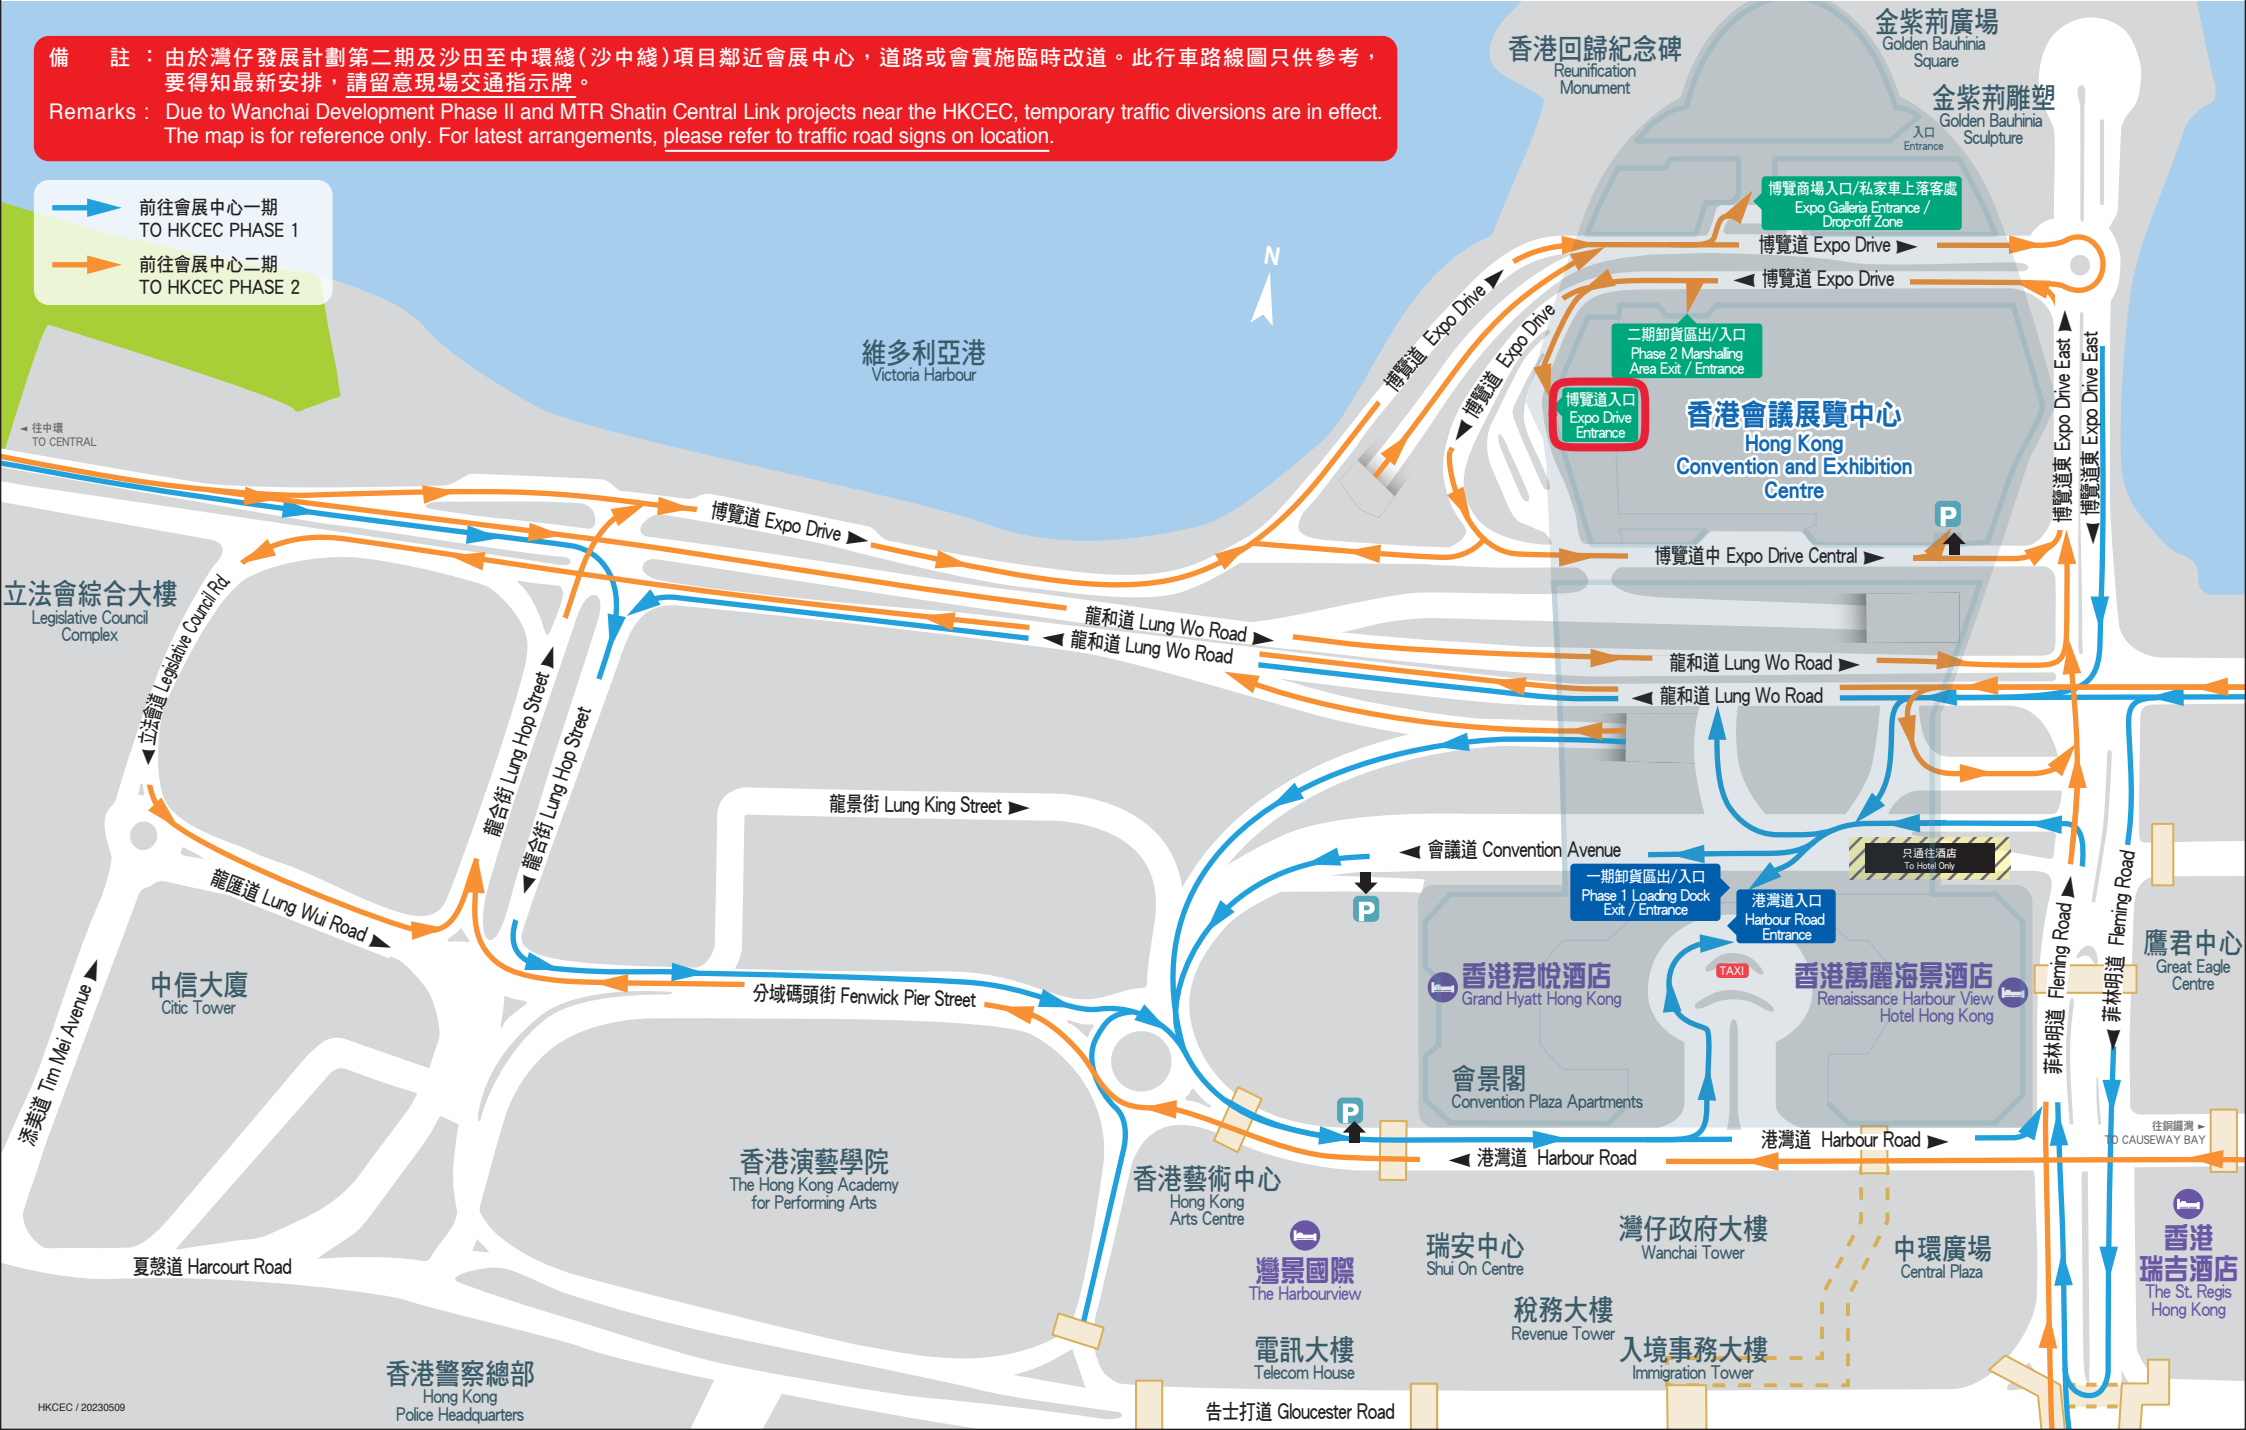 備 註 : 由於灣仔發展計劃第二期及沙田至中環綫(沙中綫)項目鄰近會展中心,道路或會實施臨時改道。此行車路線圖只供參考,
要得知最新安排,請留意現場交通指示牌。
Remarks : Due to Wanchai Development Phase II and MTR Shatin Central Link projects near the HKCEC, temporary traffic diversions are in effect.
The map is for reference only. For latest arrangements, please refer to traffic road signs on location.
前往會展中心一期
TO HKCEC PHASE 1
前往會展中心二期
TO HKCEC PHASE 2
香港回歸紀念碑
Reunification
Monument
金紫荊廣場
Golden Bauhinia
Square
金紫荊雕塑
Golden Bauhinia
Sculpture
入口
Entrance
博覽商場入口/私家車上落客處
Expo Galleria Entrance /
Drop-off Zone
博覽道 Expo Drive
博覽道 Expo Drive
N
維多利亞港
Victoria Harbour
博覽道 Expo Drive
博覽道 Expo Drive
二期卸貨區出/入口
Phase 2 Marshalling
Area Exit / Entrance
博覽道入口
Expo Drive
Entrance
香港會議展覽中心
Hong Kong
Convention and Exhibition
Centre
博覽道東 Expo Drive East
博覽道東 Expo Drive East
往中環
TO CENTRAL
博覽道 Expo Drive
P
博覽道中 Expo Drive Central
立法會綜合大樓
Legislative Council
Complex
立法會道 Legislative Council Rd.
龍和道 Lung Wo Road
龍和道 Lung Wo Road
龍和道 Lung Wo Road
龍和道 Lung Wo Road
龍合街 Lung Hop Street
龍合街 Lung Hop Street
龍景街 Lung King Street
會議道 Convention Avenue
P
只通往酒店
To Hotel Only
一期卸貨區出/入口
Phase 1 Loading Dock
Exit / Entrance
港灣道入口
Harbour Road
Entrance
TAXI
龍匯道 Lung Wui Road
中信大廈
Citic Tower
添美道 Tim Mei Avenue
分域碼頭街 Fenwick Pier Street
香港君悅酒店
Grand Hyatt Hong Kong
香港萬麗海景酒店
Renaissance Harbour View
Hotel Hong Kong
菲林明道 Fleming Road
菲林明道 Fleming Road
鷹君中心
Great Eagle
Centre
會景閣
Convention Plaza Apartments
P
港灣道 Harbour Road
港灣道 Harbour Road
往銅鑼灣
TO CAUSEWAY BAY
香港演藝學院
The Hong Kong Academy
for Performing Arts
香港藝術中心
Hong Kong
Arts Centre
灣景國際
The Harbourview
瑞安中心
Shui On Centre
灣仔政府大樓
Wanchai Tower
中環廣場
Central Plaza
香港
瑞吉酒店
The St. Regis
Hong Kong
稅務大樓
Revenue Tower
電訊大樓
Telecom House
入境事務大樓
Immigration Tower
夏慤道 Harcourt Road
香港警察總部
Hong Kong
Police Headquarters
告士打道 Gloucester Road
HKCEC / 20230509